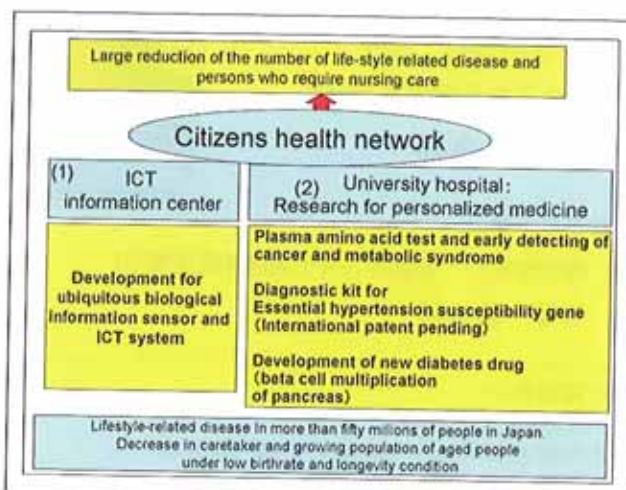 Large reduction of the number of life-style related disease and
persons who require nursing care
Citizens health network
(1) ICT
information center
(2) University hospital:
Research for personalized medicine
Development for
ubiquitous biological
Information sensor and
ICT system
Plasma amino acid test and early detecting of
cancer and metabolic syndrome
Diagnostic kit for
Essential hypertension susceptibility gene
(International patent pending)
Development of new diabetes drug
(beta cell multiplication
of pancreas)
Lifestyle-related disease In more than fifty millions of people in Japan.
Decrease in caretaker and growing population of aged people
under low birthrate and longevity condition